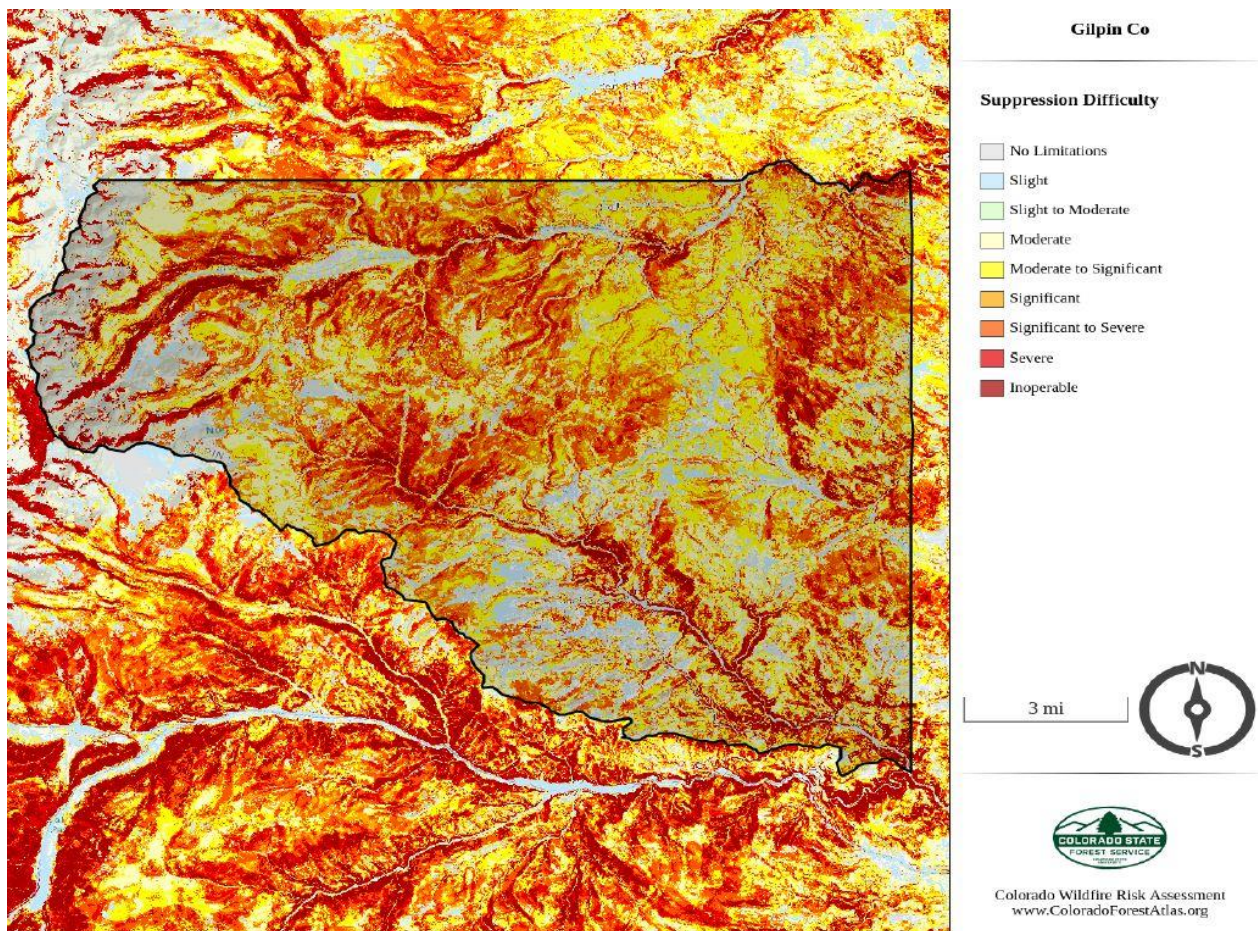 Gilpin Co
Suppression Difficulty
No Limitations
Slight
Slight to Moderate
Moderate
Moderate to Significant
Significant
Significant to Severe
Severe
Inoperable
3 mi
N
S
COLORADO STATE
FOREST SERVICE
Colorado Wildfire Risk Assessment
www.ColoradoForestAtlas.org